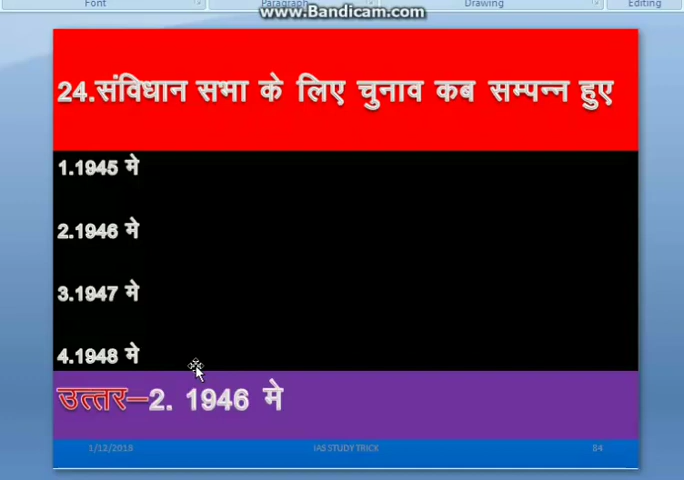 Font Paragraph Drawing Editing
www.Bandicam.com
24.संविधान सभा के लिए चुनाव कब सम्पन्न हुए
1.1945 मे
2.1946 मे
3.1947 मे
4.1948 मे
उत्तर–2. 1946 मे
1/12/2018 IAS STUDY TRICK 84